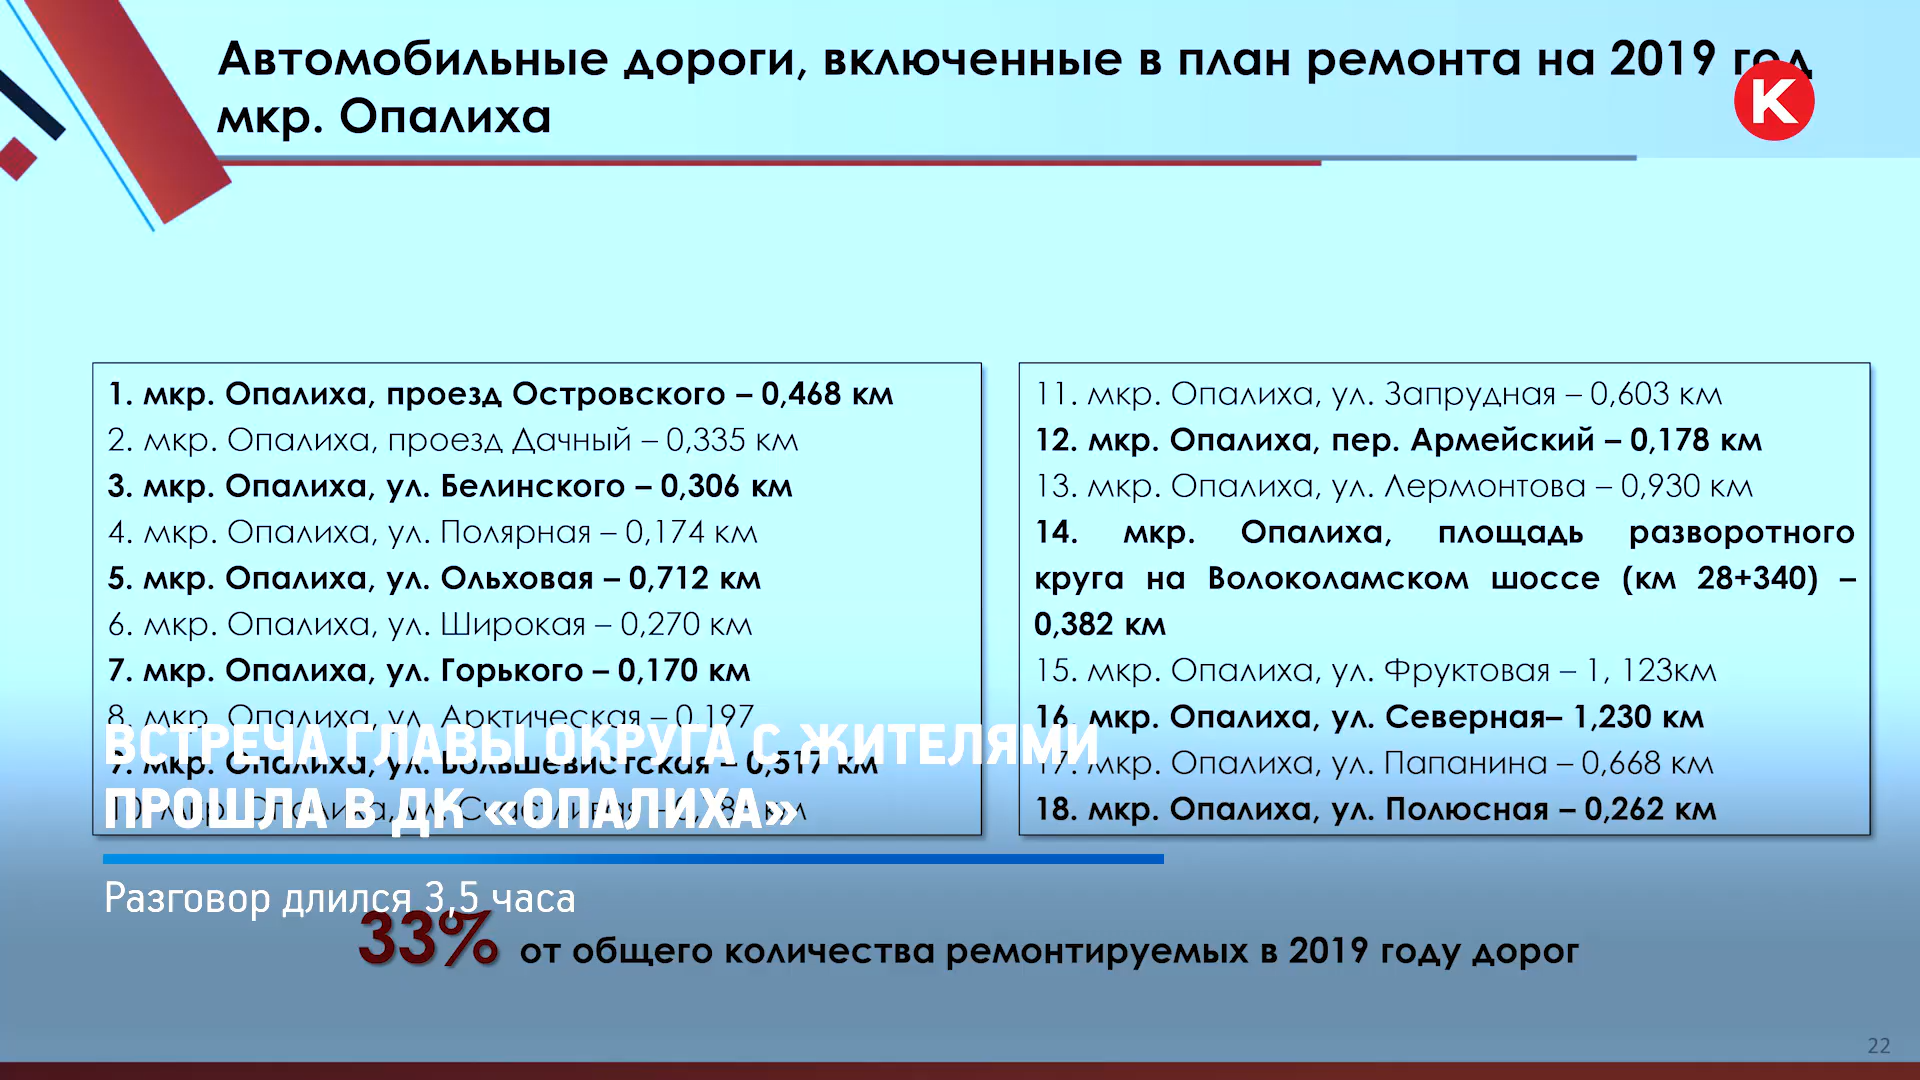 Автомобильные дороги, включенные в план ремонта на 2019 год
мкр. Опалиха
К
1. мкр. Опалиха, проезд Островского – 0,468 км
2. мкр. Опалиха, проезд Дачный – 0,335 км
3. мкр. Опалиха, ул. Белинского – 0,306 км
4. мкр. Опалиха, ул. Полярная – 0,174 км
5. мкр. Опалиха, ул. Ольховая – 0,712 км
6. мкр. Опалиха, ул. Широкая – 0,270 км
7. мкр. Опалиха, ул. Горького – 0,170 км
8. мкр. Опалиха, ул. Арктическая – 0,197
9. мкр. Опалиха, ул. Большевистская – 0,517 км
10. мкр. Опалиха, ул. Счастливая – км
11. мкр. Опалиха, ул. Запрудная – 0,603 км
12. мкр. Опалиха, пер. Армейский – 0,178 км
13. мкр. Опалиха, ул. Лермонтова – 0,930 км
14. мкр. Опалиха, площадь разворотного
круга на Волоколамском шоссе (км 28+340) –
0,382 км
15. мкр. Опалиха, ул. Фруктовая – 1, 123км
16. мкр. Опалиха, ул. Северная– 1,230 км
17. мкр. Опалиха, ул. Папанина – 0,668 км
18. мкр. Опалиха, ул. Полюсная – 0,262 км
ВСТРЕЧА ГЛАВЫ ОКРУГА С ЖИТЕЛЯМИ
ПРОШЛА В ДК «ОПАЛИХА»
Разговор длился 3,5 часа
33% от общего количества ремонтируемых в 2019 году дорог
22